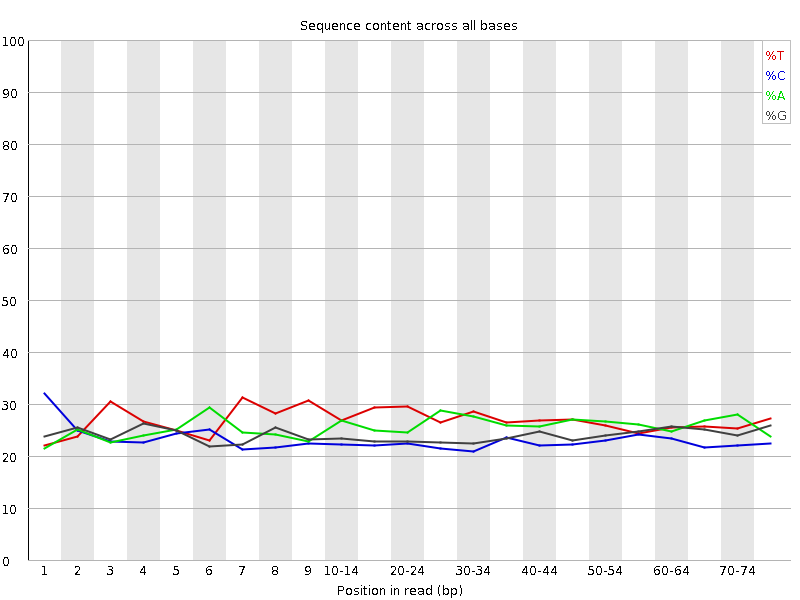 Sequence content across all bases
100
90
80
70
60
50
40
30
20
10
0
%T
%C
%A
%G
1 2 3 4 5 6 7 8 9 10-14 20-24 30-34 40-44 50-54 60-64 70-74
Position in read (bp)